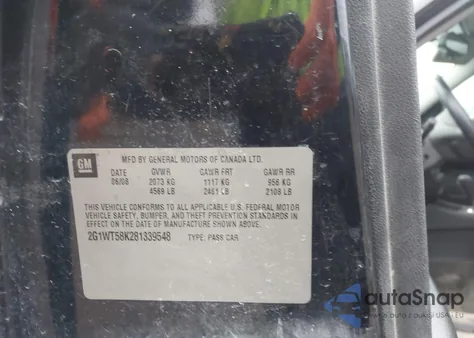 GM
MFD BY GENERAL MOTORS OF CANADA LTD.
DATE GVWR GAWR FRT GAWR RR
06/08 2073 KG 1117 KG 956 KG
4569 LB 2461 LB 2108 LB
THIS VEHICLE CONFORMS TO ALL APPLICABLE U.S. FEDERAL MOTOR
VEHICLE SAFETY, BUMPER, AND THEFT PREVENTION STANDARDS IN
EFFECT ON THE DATE OF MANUFACTURE SHOWN ABOVE.
2G1WT58K281339548 TYPE: PASS CAR
autaSnap